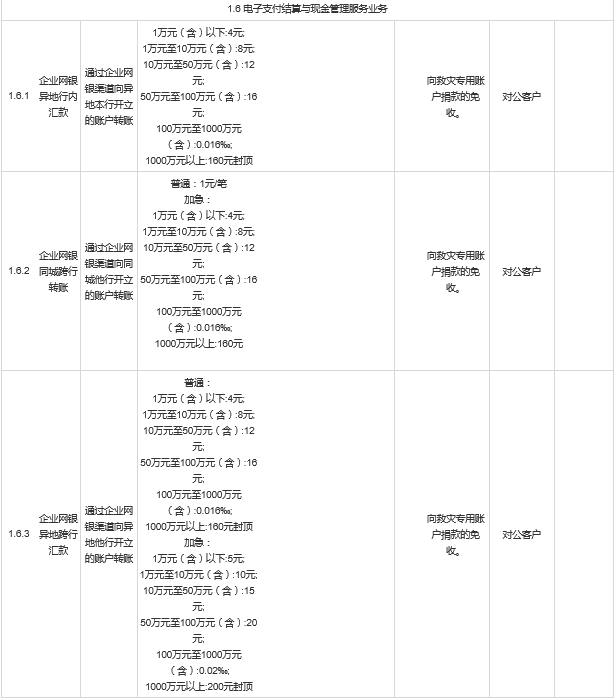 1.6 电子支付结算与现金管理服务业务
1.6.1
企业网银
异地行内
汇款
通过企业网
银渠道向异
地本行开立
的账户转账
1万元（含）以下:4元;
1万元至10万元（含）:8元;
10万元至50万元（含）:12
元;
50万元至100万元（含）:16
元;
100万元至1000万元
（含）:0.016‰;
1000万元以上:160元封顶
向救灾专用账
户捐款的免
收。
对公客户
1.6.2
企业网银
同城跨行
转账
通过企业网
银渠道向同
城他行开立
的账户转账
普通：1元/笔
加急：
1万元（含）以下:4元;
1万元至10万元（含）:8元;
10万元至50万元（含）:12
元;
50万元至100万元（含）:16
元;
100万元至1000万元
（含）:0.016‰;
1000万元以上:160元
向救灾专用账
户捐款的免
收。
对公客户
1.6.3
企业网银
异地跨行
汇款
通过企业网
银渠道向异
地他行开立
的账户转账
普通：
1万元（含）以下:4元;
1万元至10万元（含）:8元;
10万元至50万元（含）:12
元;
50万元至100万元（含）:16
元;
100万元至1000万元
（含）:0.016‰;
1000万元以上:160元封顶
加急：
1万元（含）以下:5元;
1万元至10万元（含）:10元;
10万元至50万元（含）:15
元;
50万元至100万元（含）:20
元;
100万元至1000万元
（含）:0.02‰;
1000万元以上:200元封顶
向救灾专用账
户捐款的免
收。
对公客户